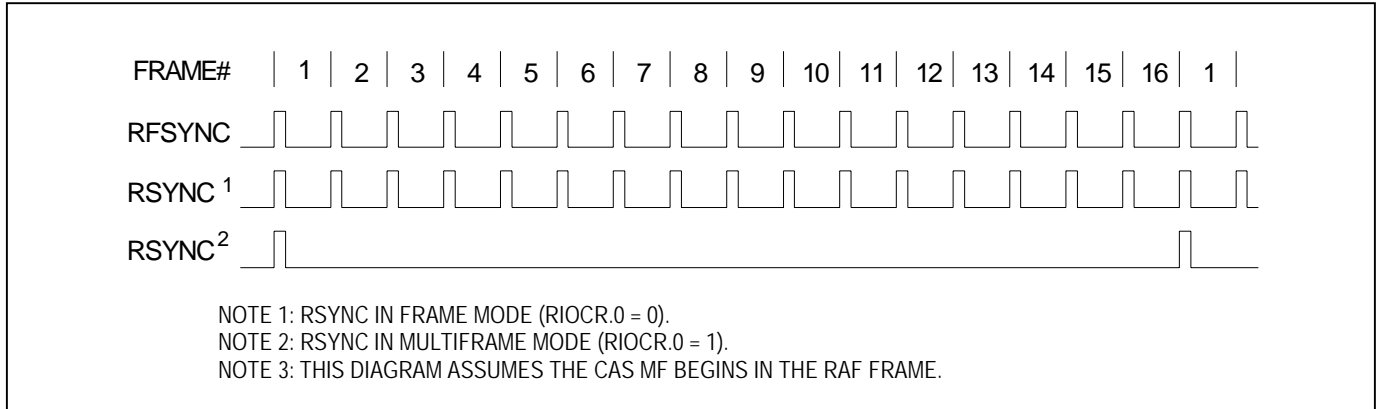 FRAME# 1 2 3 4 5 6 7 8 9 10 11 12 13 14 15 16 1
RFSYNC
RSYNC 1
RSYNC2
NOTE 1: RSYNC IN FRAME MODE (RIOCR.0 = 0).
NOTE 2: RSYNC IN MULTIFRAME MODE (RIOCR.0 = 1).
NOTE 3: THIS DIAGRAM ASSUMES THE CAS MF BEGINS IN THE RAF FRAME.